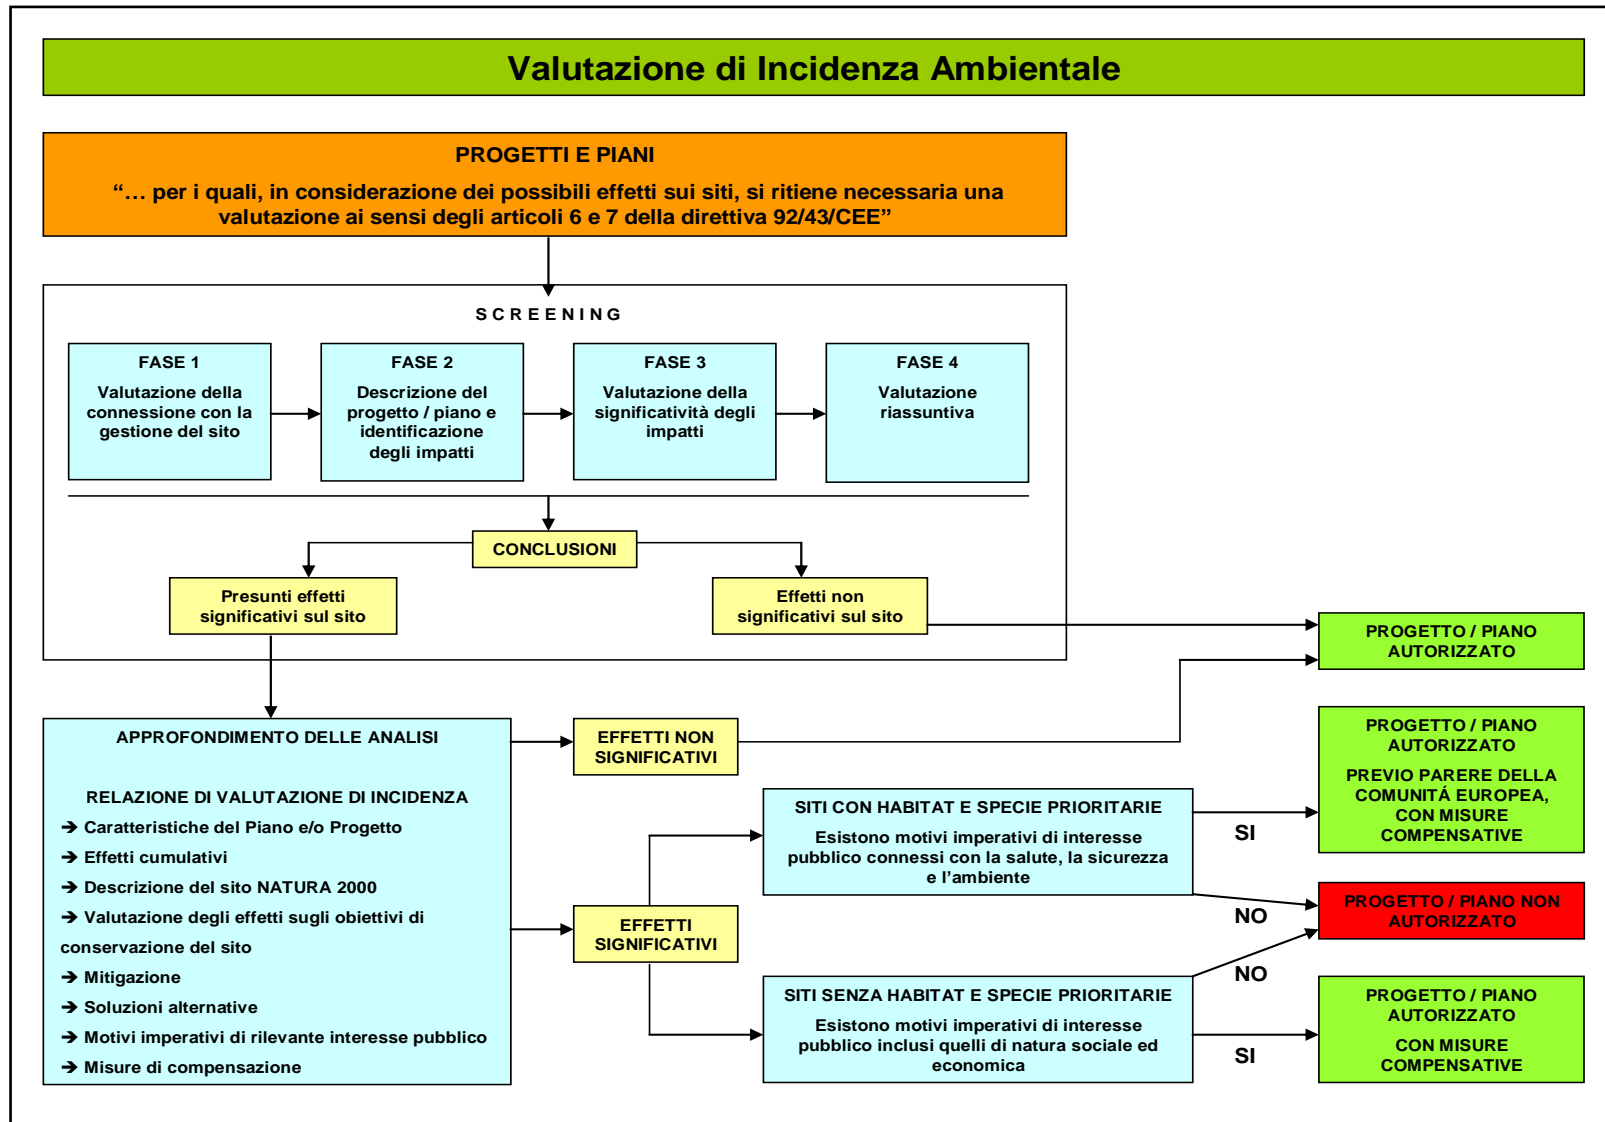 Valutazione di Incidenza Ambientale
PROGETTI E PIANI
“… per i quali, in considerazione dei possibili effetti sui siti, si ritiene necessaria una
valutazione ai sensi degli articoli 6 e 7 della direttiva 92/43/CEE”
SCREENING
FASE 1
Valutazione della
connessione con la
gestione del sito
FASE 2
Descrizione del
progetto / piano e
identificazione
degli impatti
FASE 3
Valutazione della
significatività degli
impatti
FASE 4
Valutazione
riassuntiva
CONCLUSIONI
Presunti effetti
significativi sul sito
Effetti non
significativi sul sito
PROGETTO / PIANO
AUTORIZZATO
APPROFONDIMENTO DELLE ANALISI
RELAZIONE DI VALUTAZIONE DI INCIDENZA
➔ Caratteristiche del Piano e/o Progetto
➔ Effetti cumulativi
➔ Descrizione del sito NATURA 2000
➔ Valutazione degli effetti sugli obiettivi di
conservazione del sito
➔ Mitigazione
➔ Soluzioni alternative
➔ Motivi imperativi di rilevante interesse pubblico
➔ Misure di compensazione
EFFETTI NON
SIGNIFICATIVI
EFFETTI
SIGNIFICATIVI
SITI CON HABITAT E SPECIE PRIORITARIE
Esistono motivi imperativi di interesse
pubblico connessi con la salute, la sicurezza
e l’ambiente
SI
NO
PROGETTO / PIANO
AUTORIZZATO
PREVIO PARERE DELLA
COMUNITÁ EUROPEA,
CON MISURE
COMPENSATIVE
PROGETTO / PIANO NON
AUTORIZZATO
SITI SENZA HABITAT E SPECIE PRIORITARIE
Esistono motivi imperativi di interesse
pubblico inclusi quelli di natura sociale ed
economica
NO
SI
PROGETTO / PIANO
AUTORIZZATO
CON MISURE
COMPENSATIVE